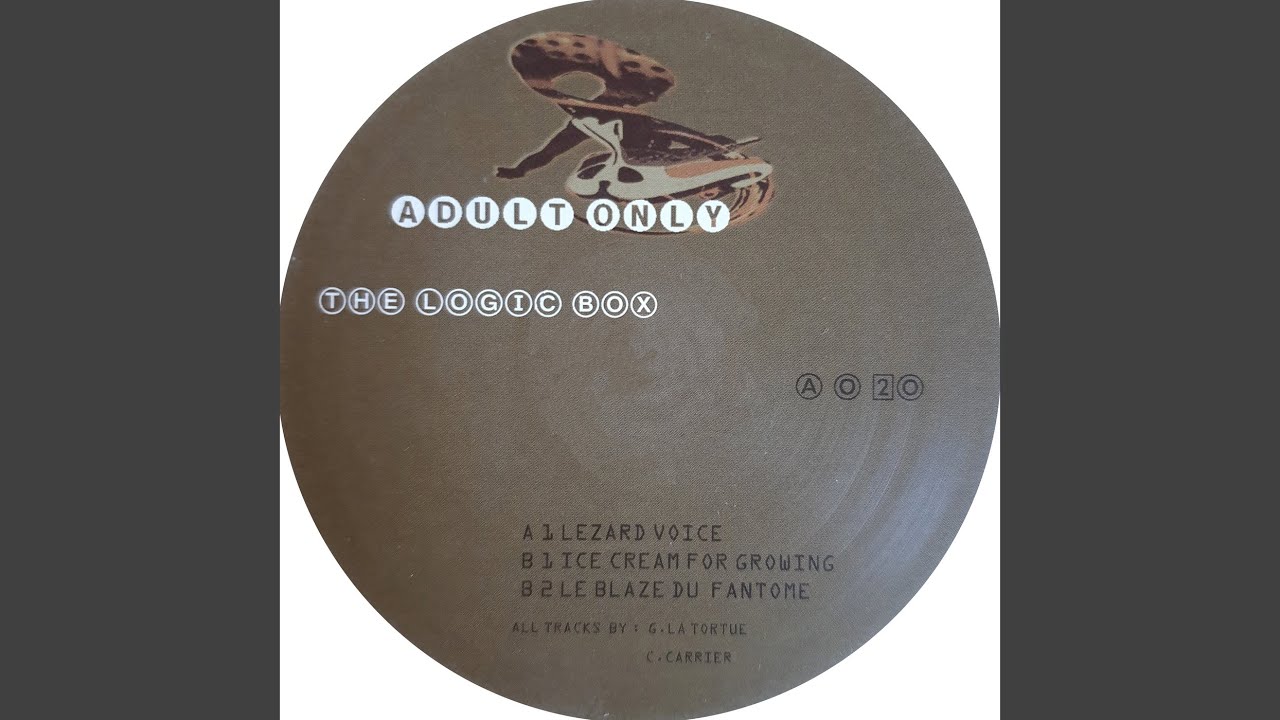 ADULT ONLY
THE LOGIC BOX
A O 20
A 1 LEZARD VOICE
B 1 ICE CREAM FOR GROWING
B 2 LE BLAZE DU FANTOME
ALL TRACKS BY : G.LA TORTUE
C.CARRIER